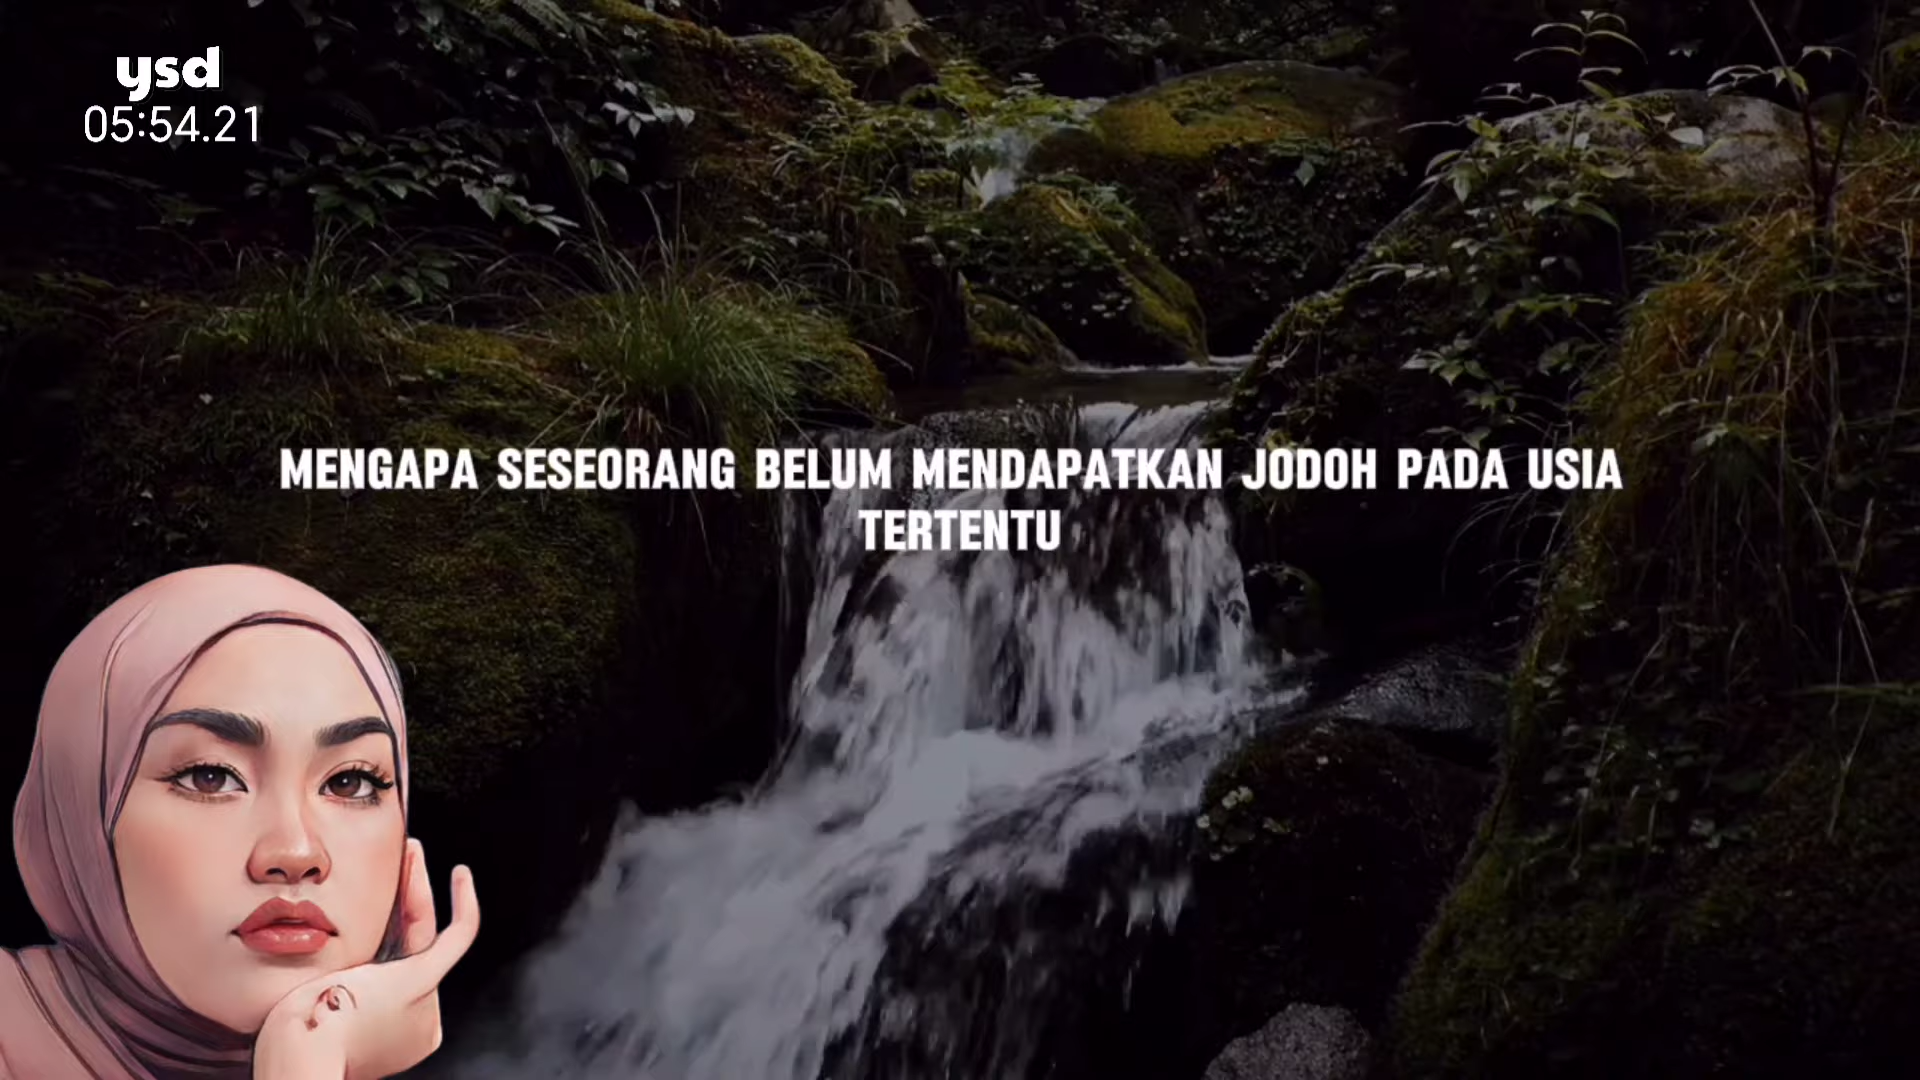 ysd
05:54.21
MENGAPA SESEORANG BELUM MENDAPATKAN JODOH PADA USIA
TERTENTU